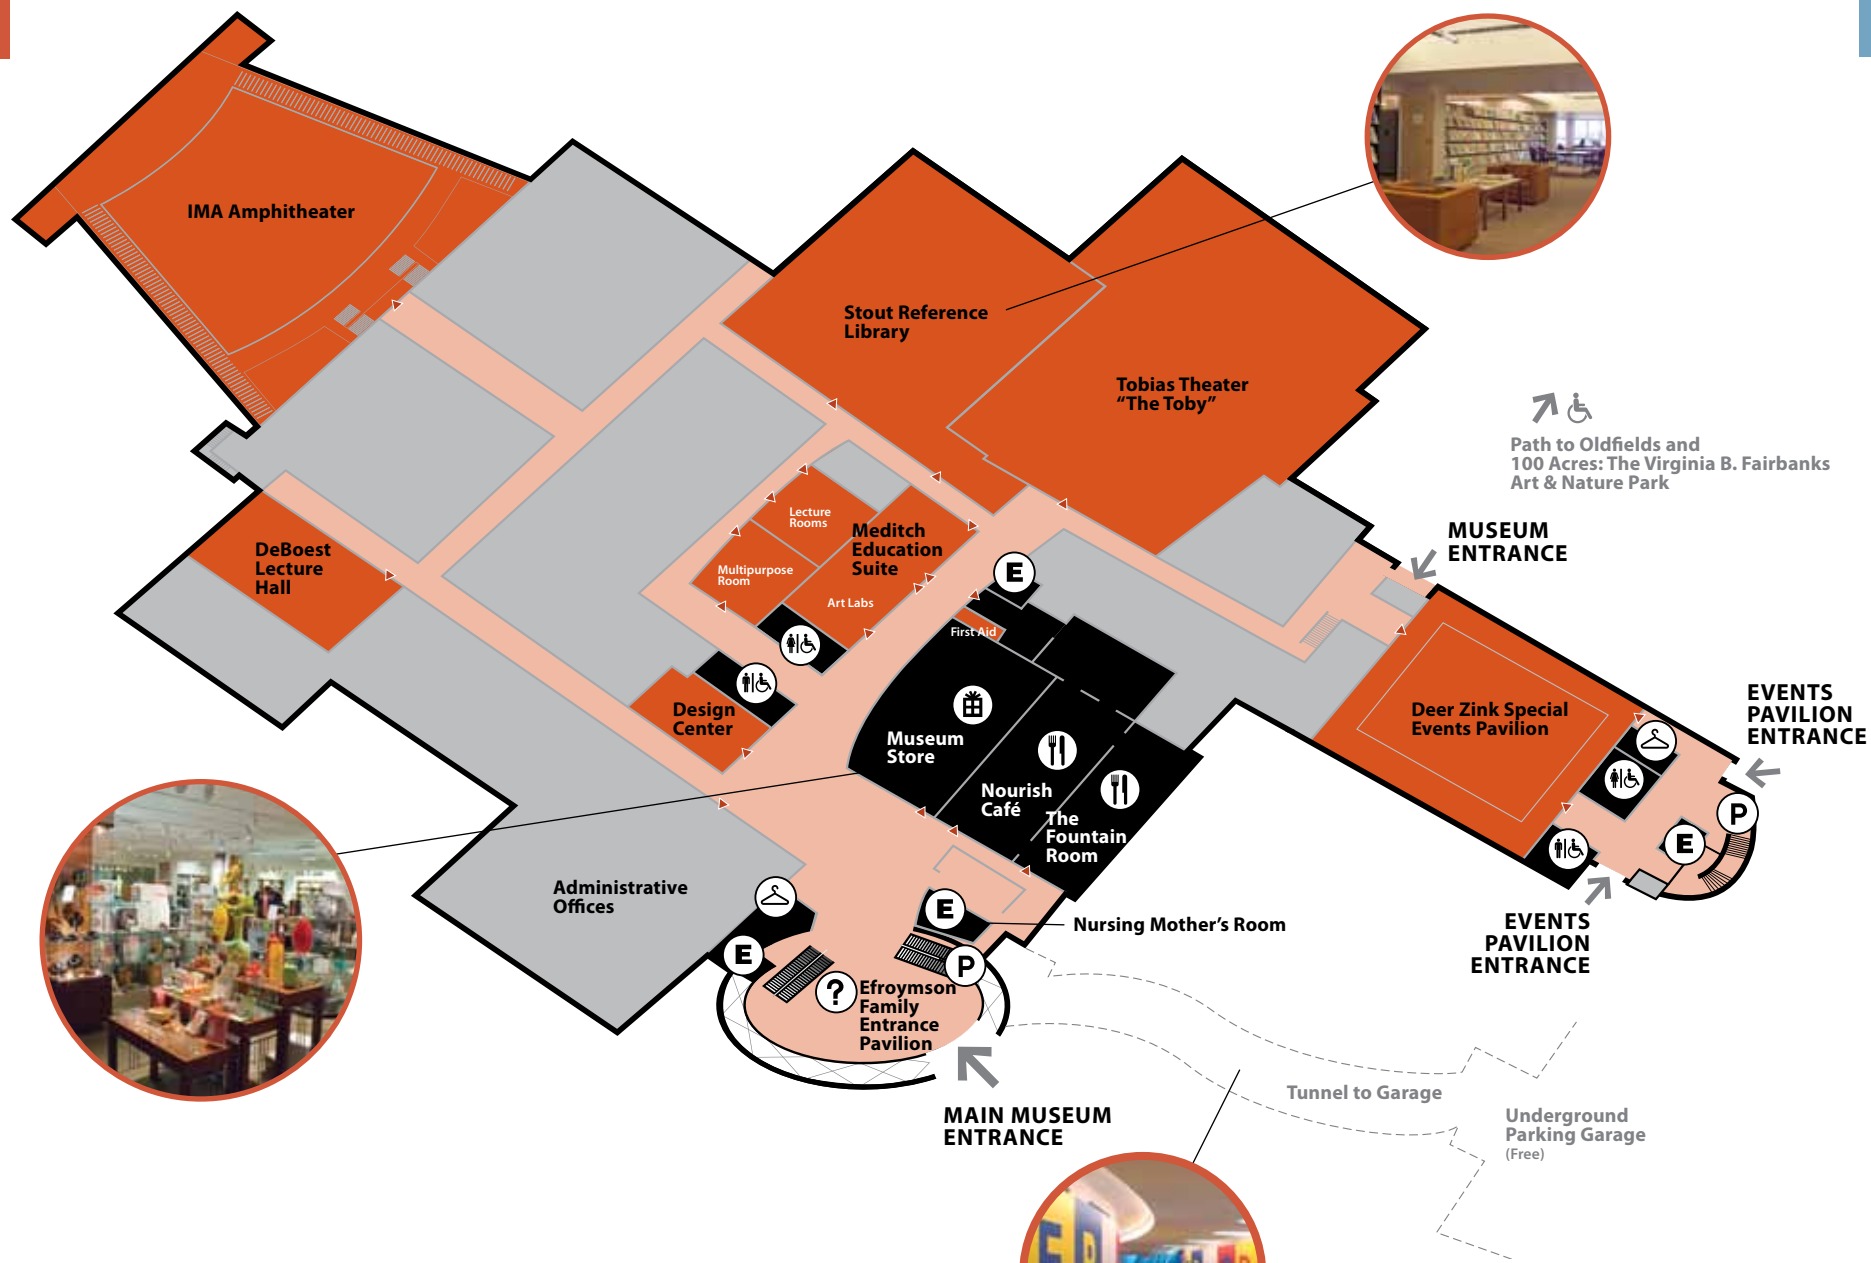 IMA Amphitheater
Stout Reference
Library
Tobias Theater
“The Toby”
Path to Oldfields and
100 Acres: The Virginia B. Fairbanks
Art & Nature Park
MUSEUM
ENTRANCE
Lecture
Rooms
Meditch
Education
Suite
Multipurpose
Room
Art Labs
DeBoest
Lecture
Hall
E
First Aid
Design
Center
Museum
Store
Nourish
Café
The
Fountain
Room
Deer Zink Special
Events Pavilion
EVENTS
PAVILION
ENTRANCE
P
E
EVENTS
PAVILION
ENTRANCE
Administrative
Offices
E
Nursing Mother’s Room
E
P
?
Efroymson
Family
Entrance
Pavilion
MAIN MUSEUM
ENTRANCE
Tunnel to Garage
Underground
Parking Garage
(Free)